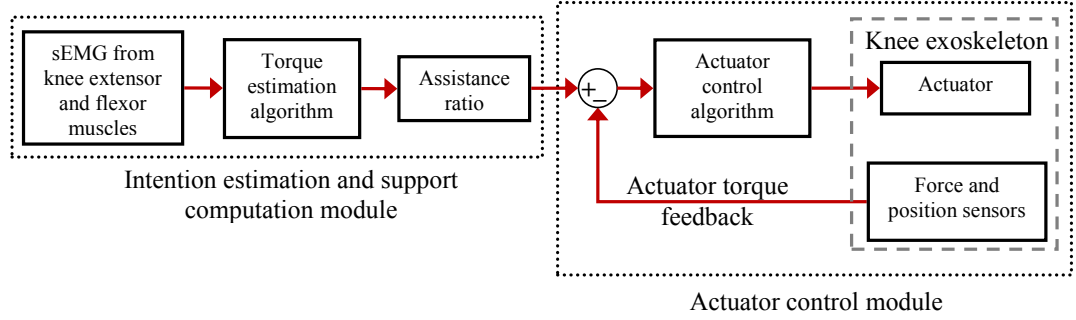 sEMG from
knee extensor
and flexor
muscles
Torque
estimation
algorithm
Assistance
ratio
Intention estimation and support
computation module
+
−
Actuator
control
algorithm
Knee exoskeleton
Actuator
Force and
position sensors
Actuator torque
feedback
Actuator control module